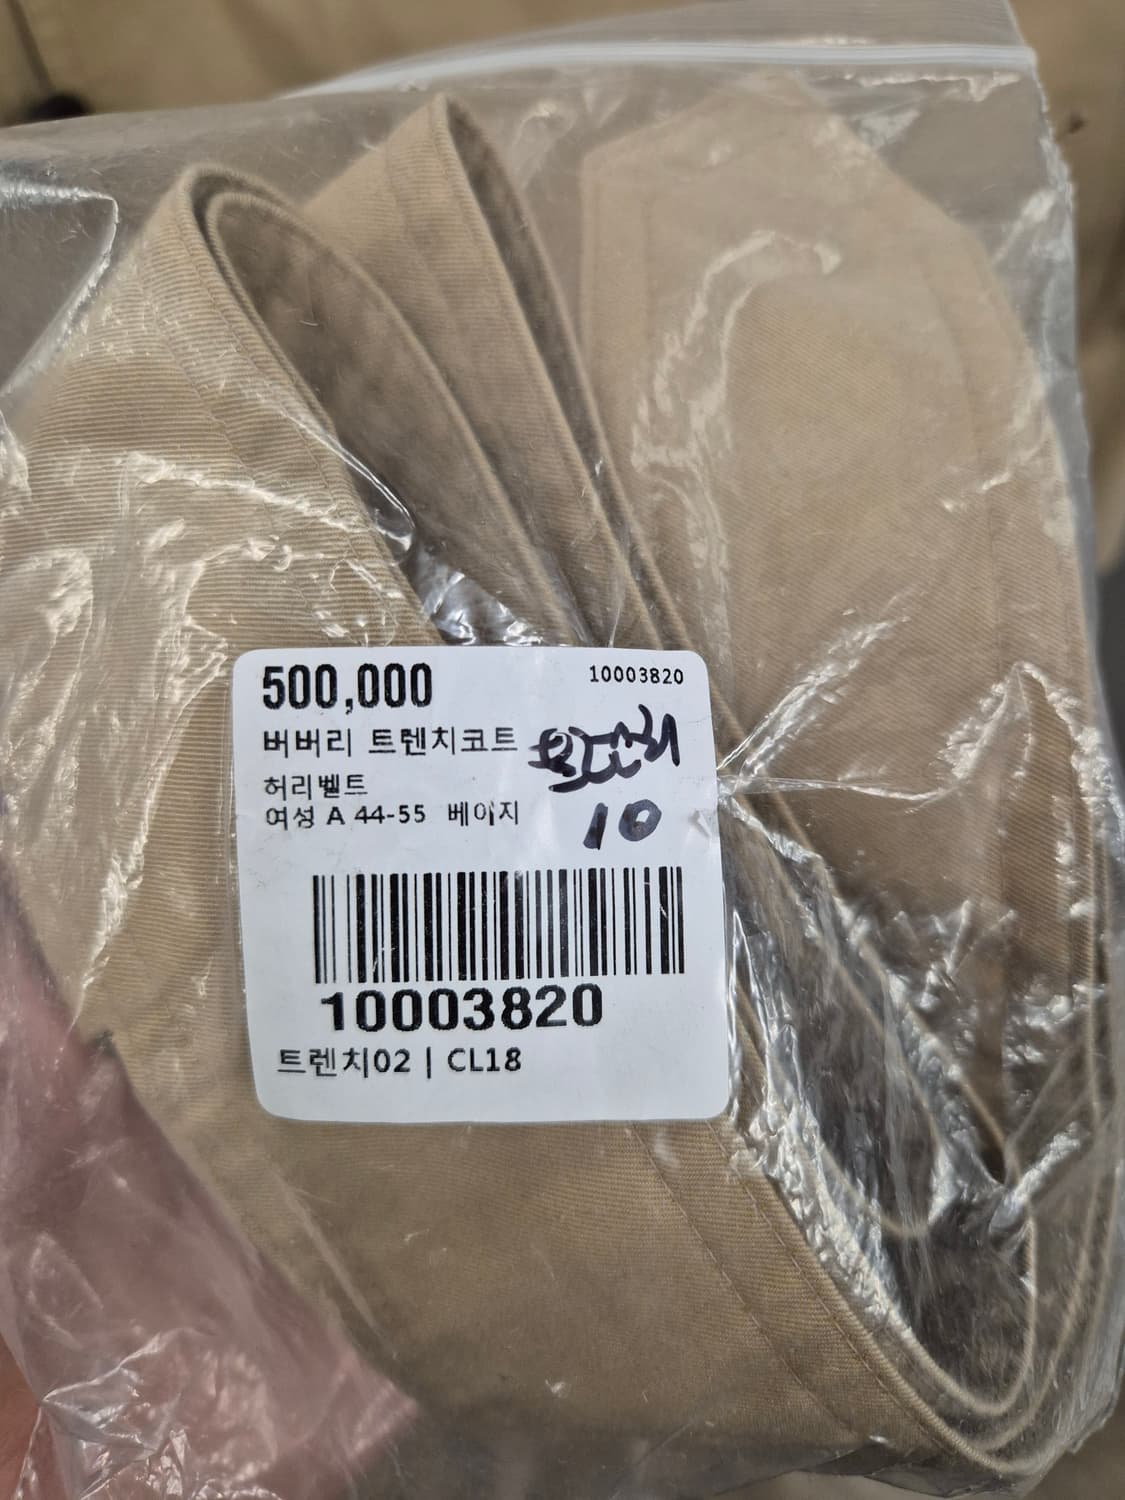 500,000 10003820
버버리 트렌치코트
허리벨트
여성 A 44-55 베이지
10
10003820
트렌치02 | CL18